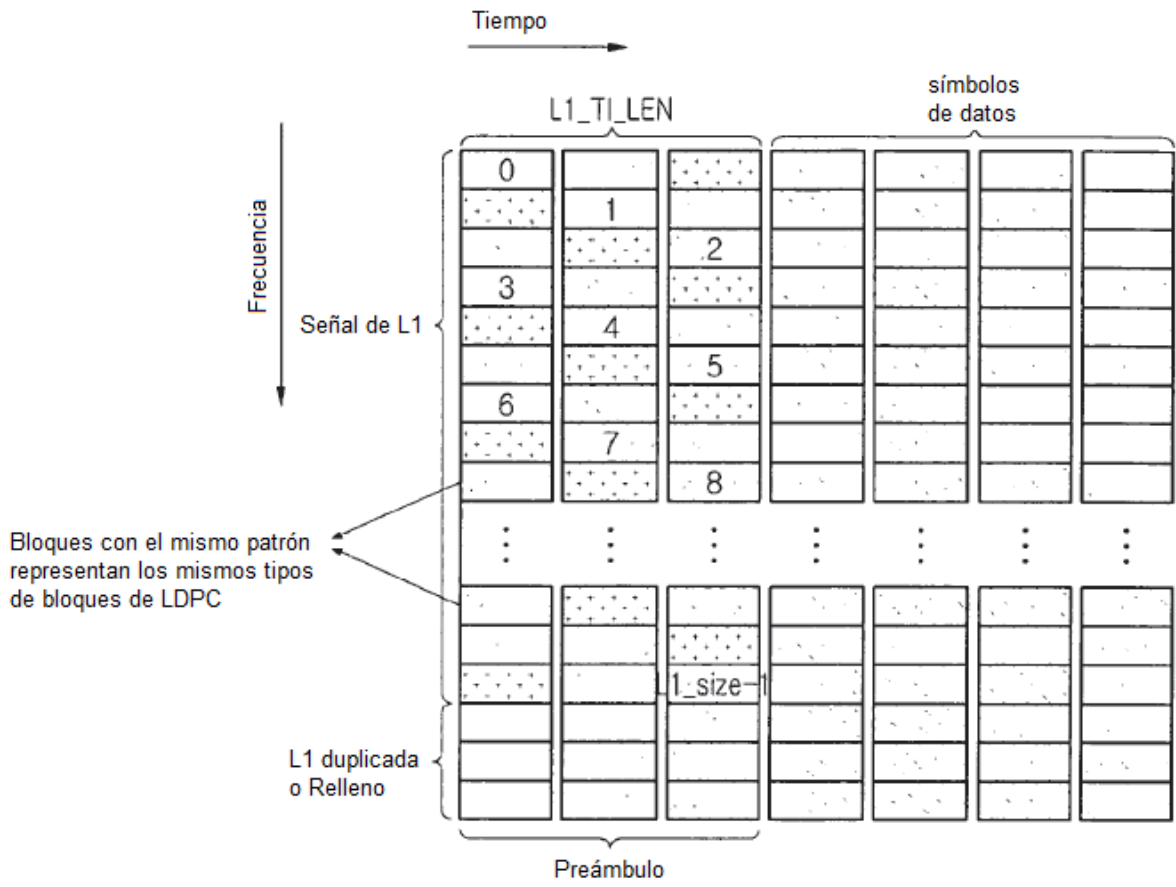 Tiempo
L1_TI_LEN
símbolos
de datos
Frecuencia
Señal de L1
0
1
2
3
4
5
6
7
8
Bloques con el mismo patrón
representan los mismos tipos
de bloques de LDPC
L1_size-1
L1 duplicada
o Relleno
Preámbulo